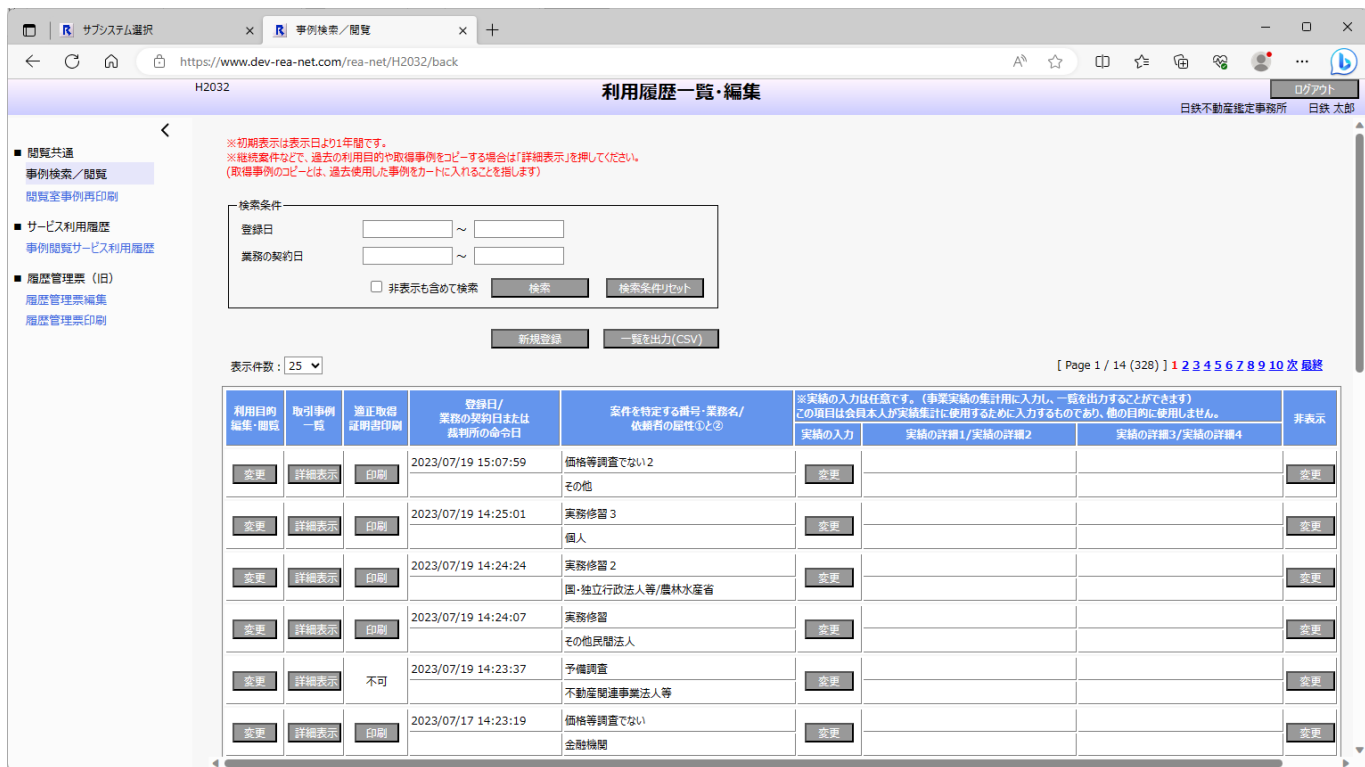 サブシステム選択
事例検索／閲覧
https://www.dev-rea-net.com/rea-net/H2032/back
H2032
利用履歴一覧・編集
ログアウト
日鉄不動産鑑定事務所 日鉄 太郎
■ 閲覧共通
事例検索／閲覧
閲覧室事例再印刷
■ サービス利用履歴
事例閲覧サービス利用履歴
■ 履歴管理票（旧）
履歴管理票編集
履歴管理票印刷
※初期表示は表示日より1年間です。
※継続案件などで、過去の利用目的や取得事例をコピーする場合は「詳細表示」を押してください。
(取得事例のコピーとは、過去使用した事例をカートに入れることを指します)
検索条件
登録日 ～
業務の契約日 ～
非表示も含めて検索 検索 検索条件リセット
新規登録 一覧を出力(CSV)
表示件数： 25
[ Page 1 / 14 (328) ] 1 2 3 4 5 6 7 8 9 10 次 最終
利用目的
編集・閲覧
取引事例
一覧
適正取得
証明書印刷
登録日/
業務の契約日または
裁判所の命令日
案件を特定する番号・業務名/
依頼者の属性①と②
※実績の入力は任意です。（事業実績の集計用に入力し、一覧を出力することができます）
この項目は会員本人が実績集計に使用するために入力するものであり、他の目的に使用しません。
実績の入力 実績の詳細1/実績の詳細2 実績の詳細3/実績の詳細4
非表示
変更 詳細表示 印刷 2023/07/19 15:07:59 価格等調査でない２ 変更 変更
その他
変更 詳細表示 印刷 2023/07/19 14:25:01 実務修習３ 変更 変更
個人
変更 詳細表示 印刷 2023/07/19 14:24:24 実務修習２ 変更 変更
国・独立行政法人等/農林水産省
変更 詳細表示 印刷 2023/07/19 14:24:07 実務修習 変更 変更
その他民間法人
変更 詳細表示 不可 2023/07/19 14:23:37 予備調査 変更 変更
不動産関連事業法人等
変更 詳細表示 印刷 2023/07/17 14:23:19 価格等調査でない 変更 変更
金融機関